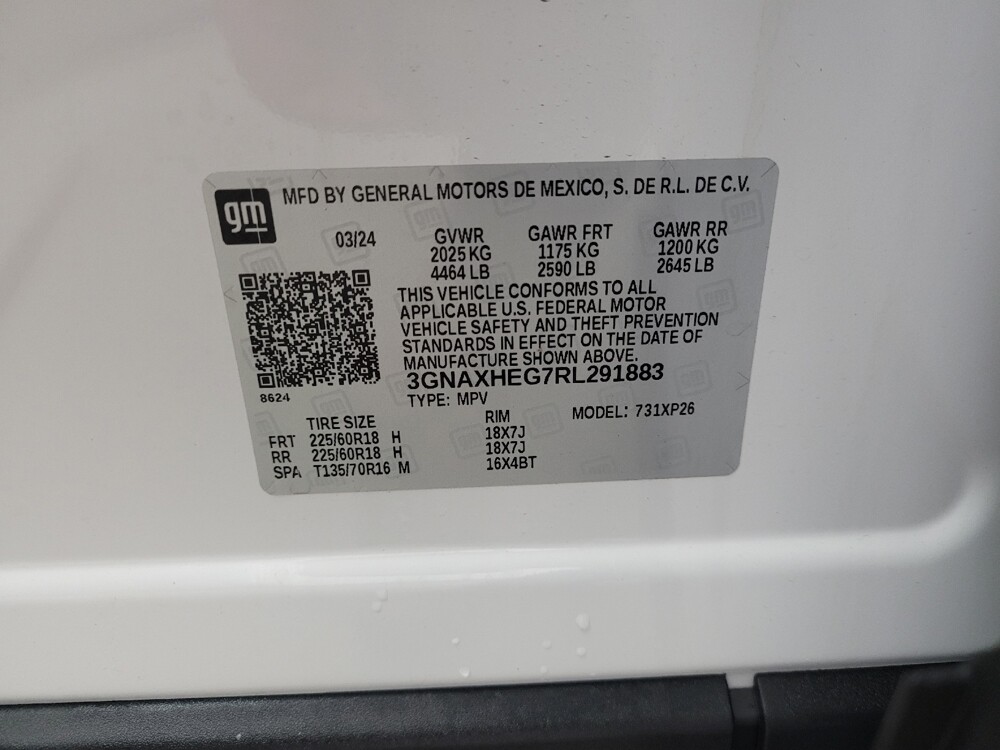 gm
MFD BY GENERAL MOTORS DE MEXICO, S. DE R.L. DE C.V.
03/24 GVWR GAWR FRT GAWR RR
2025 KG 1175 KG 1200 KG
4464 LB 2590 LB 2645 LB
THIS VEHICLE CONFORMS TO ALL
APPLICABLE U.S. FEDERAL MOTOR
VEHICLE SAFETY AND THEFT PREVENTION
STANDARDS IN EFFECT ON THE DATE OF
MANUFACTURE SHOWN ABOVE.
3GNAXHEG7RL291883
8624
TYPE: MPV MODEL: 731XP26
TIRE SIZE RIM
FRT 225/60R18 H 18X7J
RR 225/60R18 H 18X7J
SPA T135/70R16 M 16X4BT